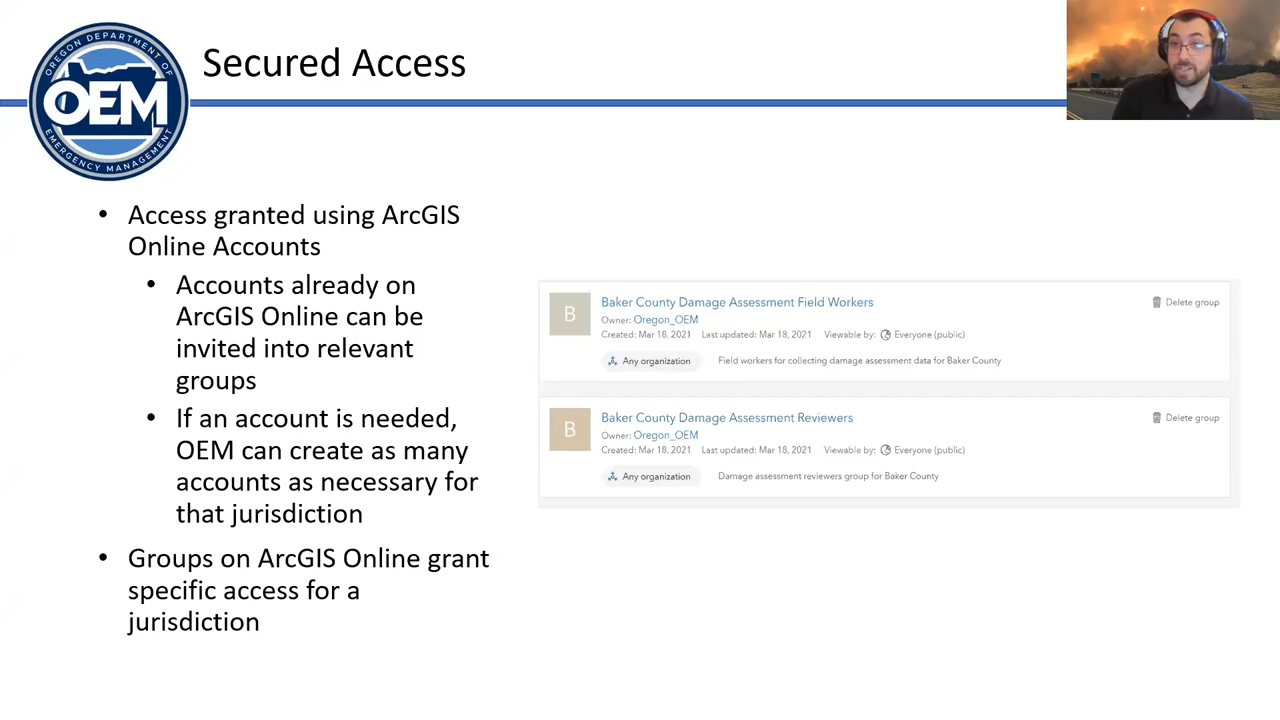 OREGON DEPARTMENT OF
OEM
EMERGENCY MANAGEMENT
Secured Access
• Access granted using ArcGIS
Online Accounts
• Accounts already on
ArcGIS Online can be
invited into relevant
groups
• If an account is needed,
OEM can create as many
accounts as necessary for
that jurisdiction
• Groups on ArcGIS Online grant
specific access for a
jurisdiction
B
Baker County Damage Assessment Field Workers
Delete group
Owner: Oregon_OEM
Created: Mar 18, 2021 Last updated: Mar 18, 2021 Viewable by: Everyone (public)
Any organization Field workers for collecting damage assessment data for Baker County
B
Baker County Damage Assessment Reviewers
Delete group
Owner: Oregon_OEM
Created: Mar 18, 2021 Last updated: Mar 18, 2021 Viewable by: Everyone (public)
Any organization Damage assessment reviewers group for Baker County